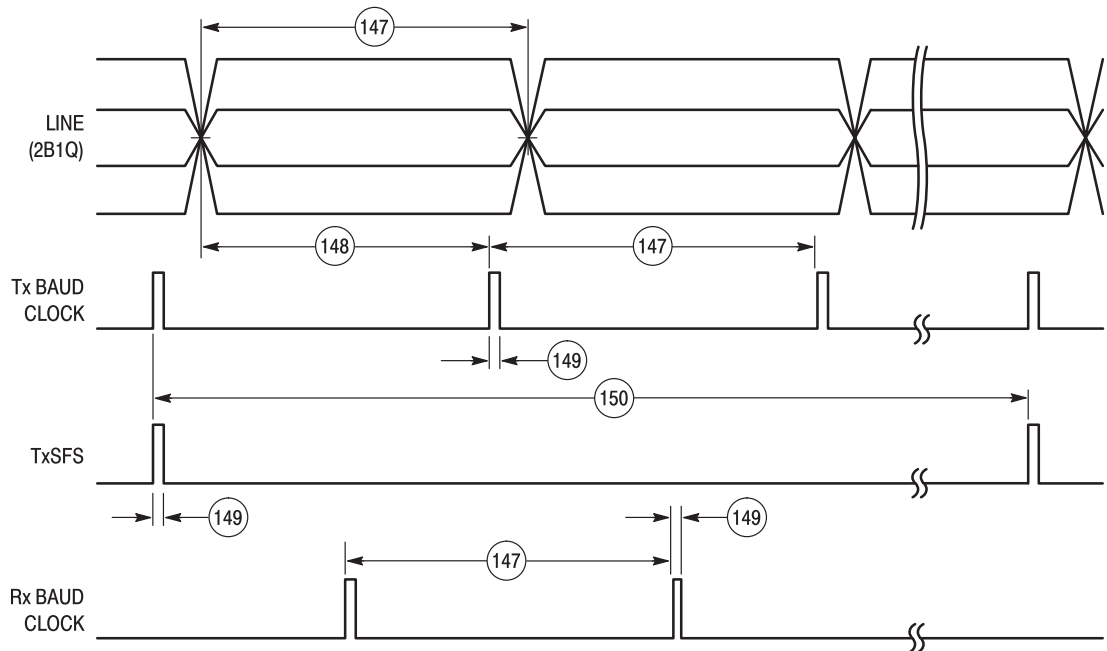 147
LINE
(2B1Q)
148
147
Tx BAUD
CLOCK
149
150
TxSFS
149
149
147
Rx BAUD
CLOCK